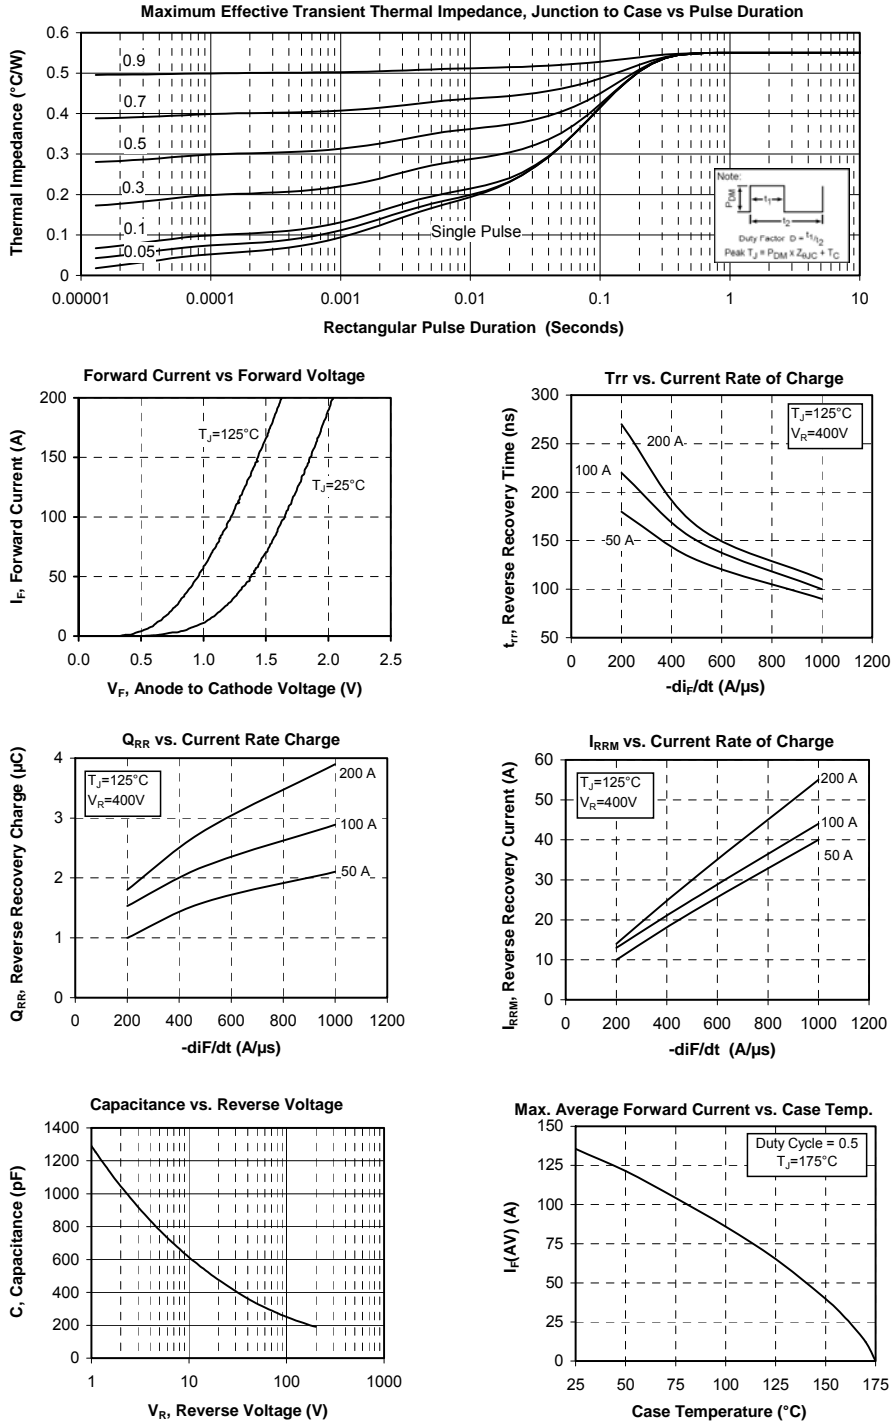 Maximum Effective Transient Thermal Impedance, Junction to Case vs Pulse Duration
Thermal Impedance (°C/W)
0.6
0.5
0.4
0.3
0.2
0.1
0
0.9
0.7
0.5
0.3
0.1
0.05
Single Pulse
Note:
PDM
t1
t2
Duty Factor D = t1/t2
Peak TJ = PDM x ZθJC + TC
0.00001 0.0001 0.001 0.01 0.1 1 10
Rectangular Pulse Duration (Seconds)
Forward Current vs Forward Voltage
IF, Forward Current (A)
200
150
100
50
0
TJ=125°C
TJ=25°C
0.0 0.5 1.0 1.5 2.0 2.5
VF, Anode to Cathode Voltage (V)
Trr vs. Current Rate of Charge
trr, Reverse Recovery Time (ns)
300
250
200
150
100
50
TJ=125°C
VR=400V
200 A
100 A
50 A
0 200 400 600 800 1000 1200
-diF/dt (A/µs)
QRR vs. Current Rate Charge
QRR, Reverse Recovery Charge (µC)
4
3
2
1
0
TJ=125°C
VR=400V
200 A
100 A
50 A
0 200 400 600 800 1000 1200
-diF/dt (A/µs)
IRRM vs. Current Rate of Charge
IRRM, Reverse Recovery Current (A)
60
50
40
30
20
10
0
TJ=125°C
VR=400V
200 A
100 A
50 A
0 200 400 600 800 1000 1200
-diF/dt (A/µs)
Capacitance vs. Reverse Voltage
C, Capacitance (pF)
1400
1200
1000
800
600
400
200
0
1 10 100 1000
VR, Reverse Voltage (V)
Max. Average Forward Current vs. Case Temp.
IF(AV) (A)
150
125
100
75
50
25
0
Duty Cycle = 0.5
TJ=175°C
25 50 75 100 125 150 175
Case Temperature (°C)